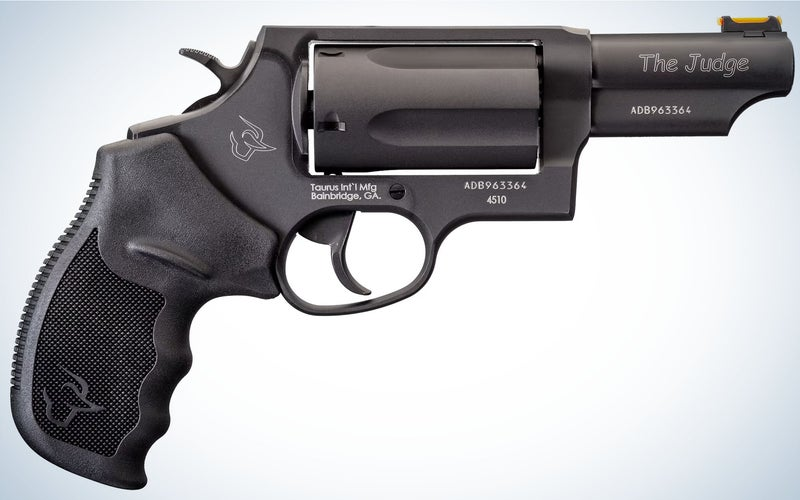 The Judge
ADB963364
Taurus Int'l Mfg
Bainbridge, GA.
ADB963364
4510